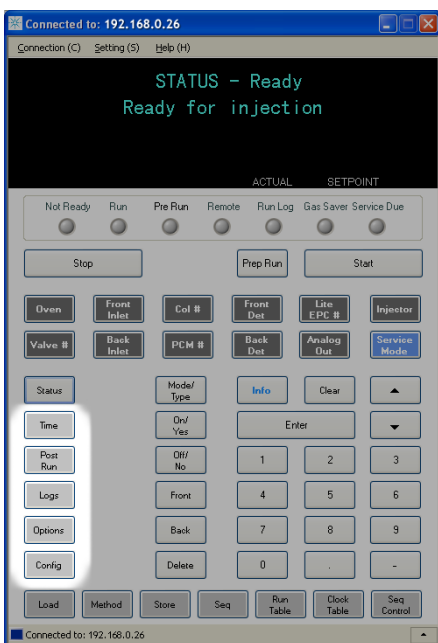 Connected to: 192.168.0.26
Connection (C) Setting (S) Help (H)
STATUS - Ready
Ready for injection
ACTUAL SETPOINT
Not Ready Run Pre Run Remote Run Log Gas Saver Service Due
Stop Prep Run Start
Oven Front Inlet Col # Front Det Lite EPC # Injector
Valve # Back Inlet PCM # Back Det Analog Out Service Mode
Status Mode/ Type Info Clear
Time On/ Yes Enter
Post Run Off/ No 1 2 3
Logs Front 4 5 6
Options Back 7 8 9
Config Delete 0 . -
Load Method Store Seq Run Table Clock Table Seq Control
Connected to: 192.168.0.26